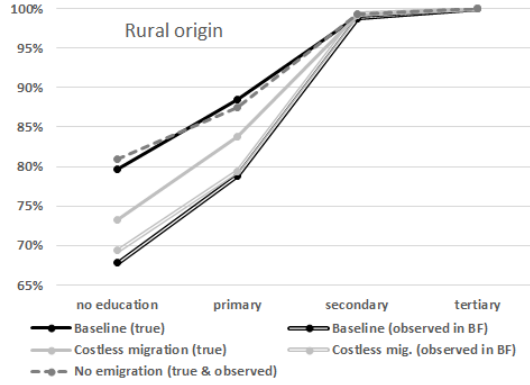 100%
Rural origin
95%
90%
85%
80%
75%
70%
65%
no education primary secondary tertiary
Baseline (true) Baseline (observed in BF)
Costless migration (true) Costless mig. (observed in BF)
No emigration (true & observed)